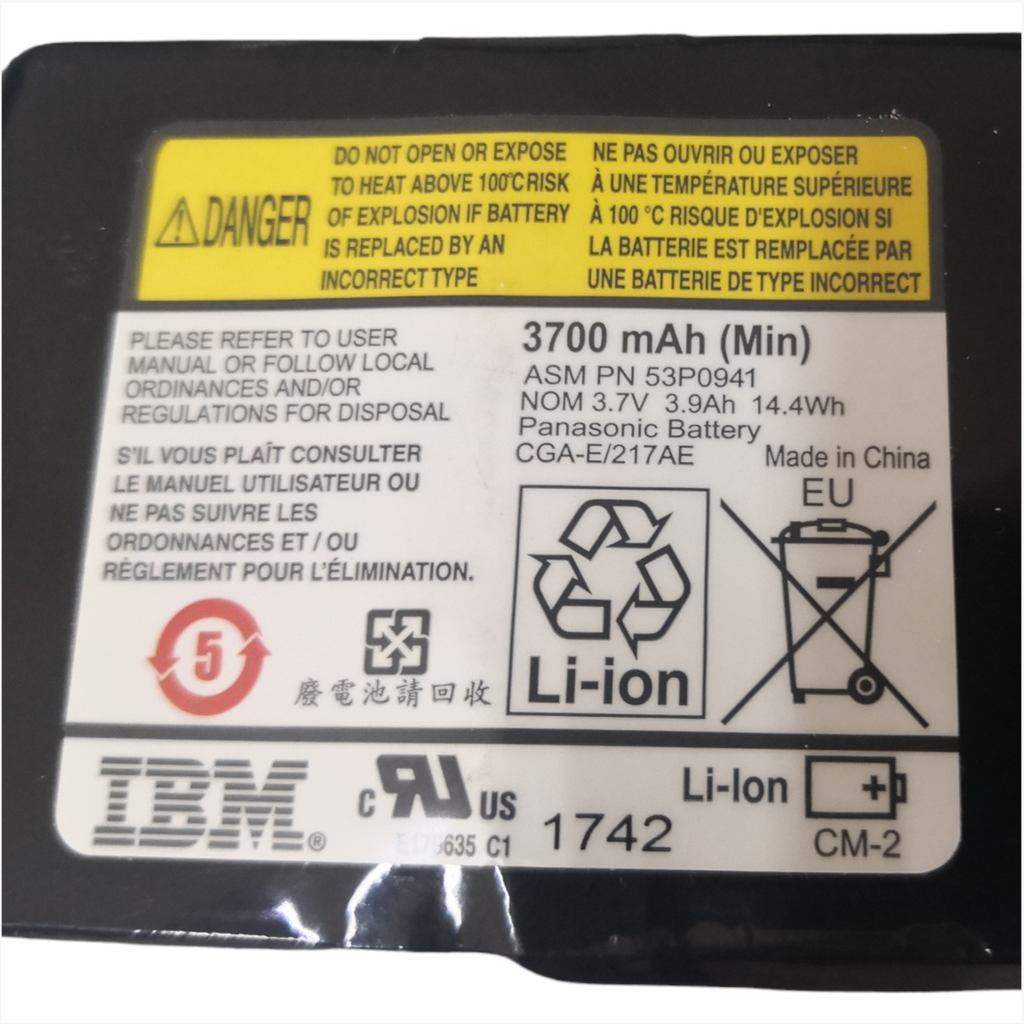 DANGER
DO NOT OPEN OR EXPOSE
TO HEAT ABOVE 100°C RISK
OF EXPLOSION IF BATTERY
IS REPLACED BY AN
INCORRECT TYPE
NE PAS OUVRIR OU EXPOSER
À UNE TEMPÉRATURE SUPÉRIEURE
À 100 °C RISQUE D'EXPLOSION SI
LA BATTERIE EST REMPLACÉE PAR
UNE BATTERIE DE TYPE INCORRECT
PLEASE REFER TO USER
MANUAL OR FOLLOW LOCAL
ORDINANCES AND/OR
REGULATIONS FOR DISPOSAL
S'IL VOUS PLAÎT CONSULTER
LE MANUEL UTILISATEUR OU
NE PAS SUIVRE LES
ORDONNANCES ET / OU
RÈGLEMENT POUR L'ÉLIMINATION.
3700 mAh (Min)
ASM PN 53P0941
NOM 3.7V 3.9Ah 14.4Wh
Panasonic Battery
CGA-E/217AE
Made in China
EU
5
廢電池請回收
Li-ion
IBM®
c RU US
E179635 C1
1742
Li-Ion
+
CM-2